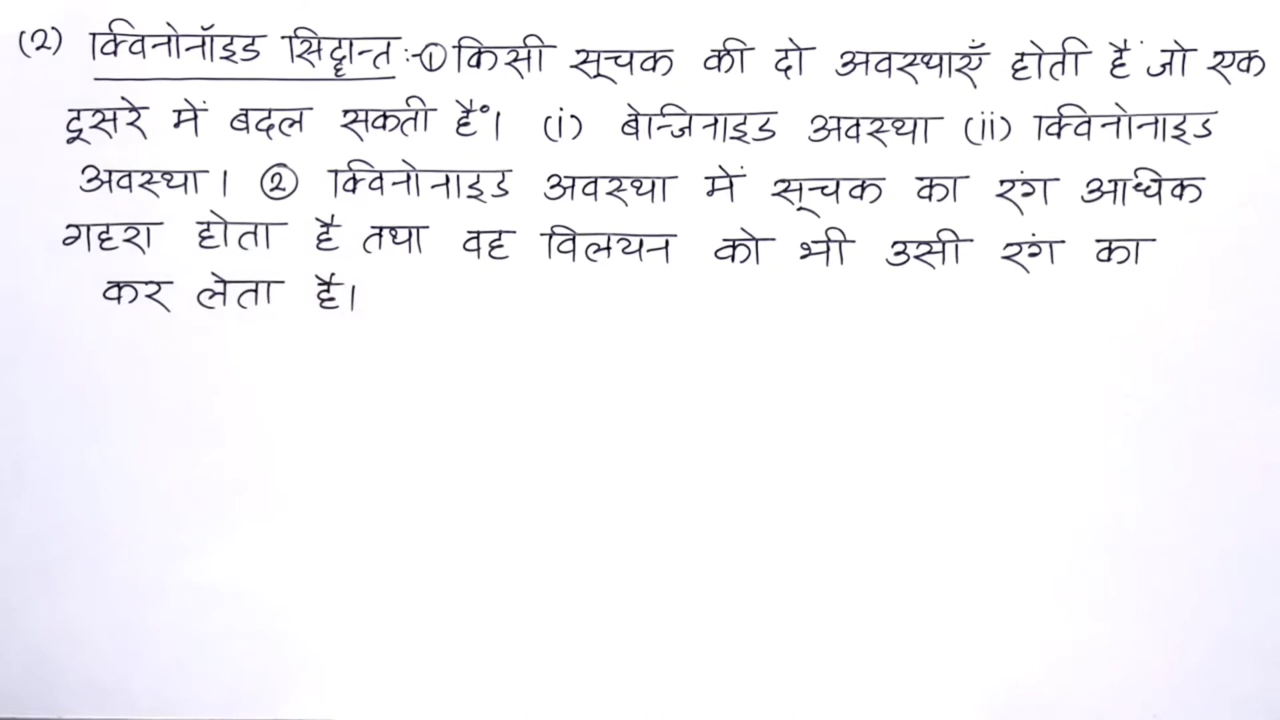 (2) क्विनोनॉइड सिद्धान्त:-① किसी सूचक की दो अवस्थाएँ होती हैं जो एक
दूसरे में बदल सकती हैं। (i) बेन्जिनाइड अवस्था (ii) क्विनोनाइड
अवस्था। ② क्विनोनाइड अवस्था में सूचक का रंग अधिक
गहरा होता है तथा वह विलयन को भी उसी रंग का
कर लेता है।